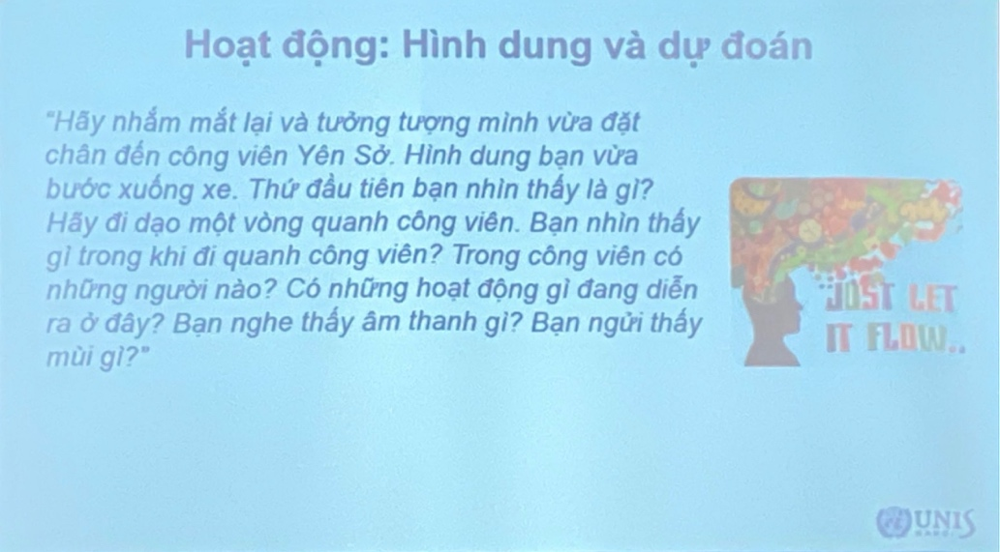 Hoạt động: Hình dung và dự đoán
"Hãy nhắm mắt lại và tưởng tượng mình vừa đặt
chân đến công viên Yên Sở. Hình dung bạn vừa
bước xuống xe. Thứ đầu tiên bạn nhìn thấy là gì?
Hãy đi dạo một vòng quanh công viên. Bạn nhìn thấy
gì trong khi đi quanh công viên? Trong công viên có
những người nào? Có những hoạt động gì đang diễn
ra ở đây? Bạn nghe thấy âm thanh gì? Bạn ngửi thấy
mùi gì?"
"JUST LET
IT FLOW..
UNIS
HANOI